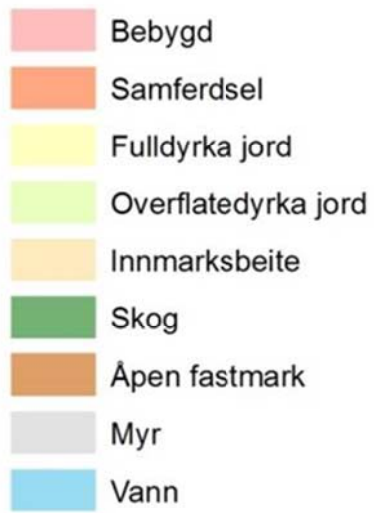 Bebygd
Samferdsel
Fulldyrka jord
Overflatedyrka jord
Innmarksbeite
Skog
Åpen fastmark
Myr
Vann